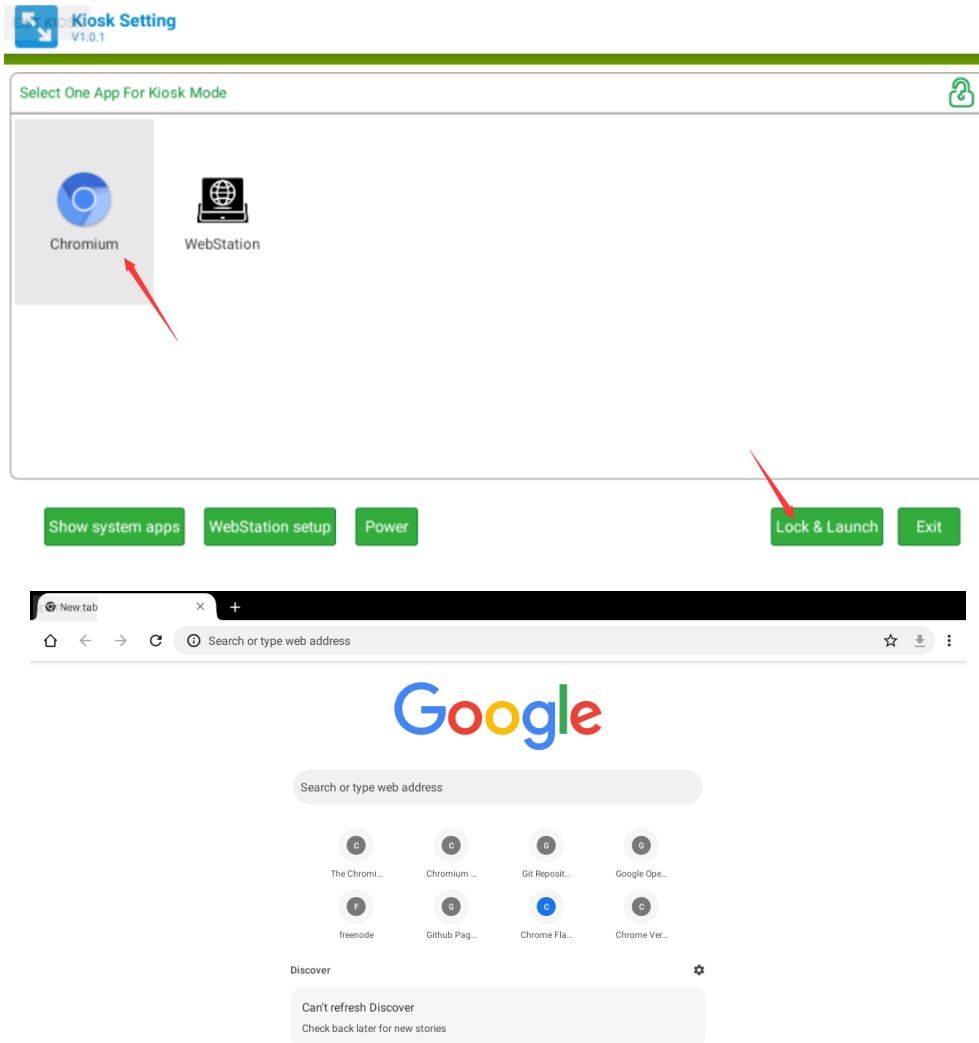 EXIT KIOSK
Kiosk Setting
V1.0.1
Select One App For Kiosk Mode
Chromium
WebStation
Show system apps
WebStation setup
Power
Lock & Launch
Exit
New tab
Search or type web address
Google
Search or type web address
C
C
G
G
The Chromi...
Chromium ...
Git Reposit...
Google Ope...
F
G
C
C
freenode
Github Pag...
Chrome Fla...
Chrome Ver...
Discover
Can't refresh Discover
Check back later for new stories